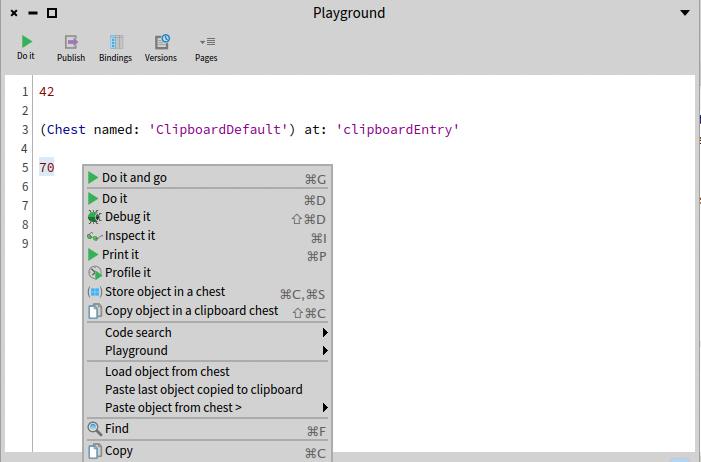 Playground
Do it Publish Bindings Versions Pages
1 42
2
3 (Chest named: 'ClipboardDefault') at: 'clipboardEntry'
4
5 70
6
7
8
9
Do it and go ⌘G
Do it ⌘D
Debug it ⇧⌘D
Inspect it ⌘I
Print it ⌘P
Profile it
Store object in a chest ⌘C,⌘S
Copy object in a clipboard chest ⇧⌘C
Code search
Playground
Load object from chest
Paste last object copied to clipboard
Paste object from chest >
Find ⌘F
Copy ⌘C